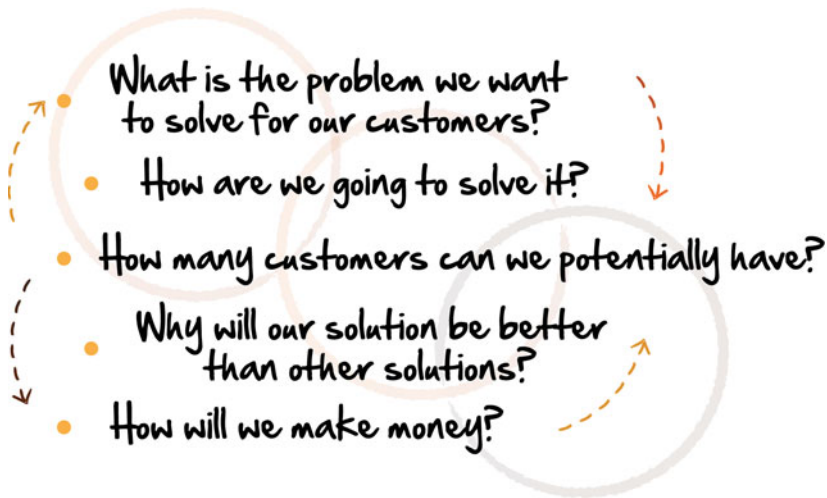 What is the problem we want
to solve for our customers?
How are we going to solve it?
How many customers can we potentially have?
Why will our solution be better
than other solutions?
How will we make money?